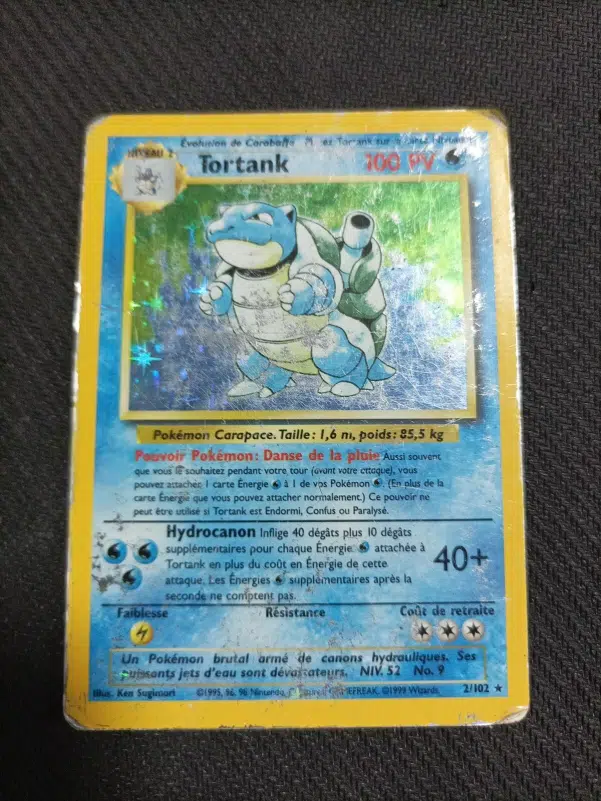 Évolution de Carabaffe
NIVEAU 2
Tortank 100 PV
Pokémon Carapace. Taille : 1,6 m, poids : 85,5 kg
Pouvoir Pokémon : Danse de la pluie Aussi souvent
que vous le souhaitez pendant votre tour (avant votre attaque), vous
pouvez attacher 1 carte Énergie à 1 de vos Pokémon . (En plus de la
carte Énergie que vous pouvez attacher normalement.) Ce pouvoir ne
peut être utilisé si Tortank est Endormi, Confus ou Paralysé.
Hydrocanon Inflige 40 dégâts plus 10 dégâts
supplémentaires pour chaque Énergie attachée à
Tortank en plus du coût en Énergie de cette
attaque. Les Énergies supplémentaires après la
seconde ne comptent pas.
40+
Faiblesse Résistance Coût de retraite
Un Pokémon brutal armé de canons hydrauliques. Ses
puissants jets d'eau sont dévastateurs. NIV. 52 No. 9
Illus. Ken Sugimori ©1995, 96, 98 Nintendo, GAMEFREAK. ©1999 Wizards. 2/102 ★